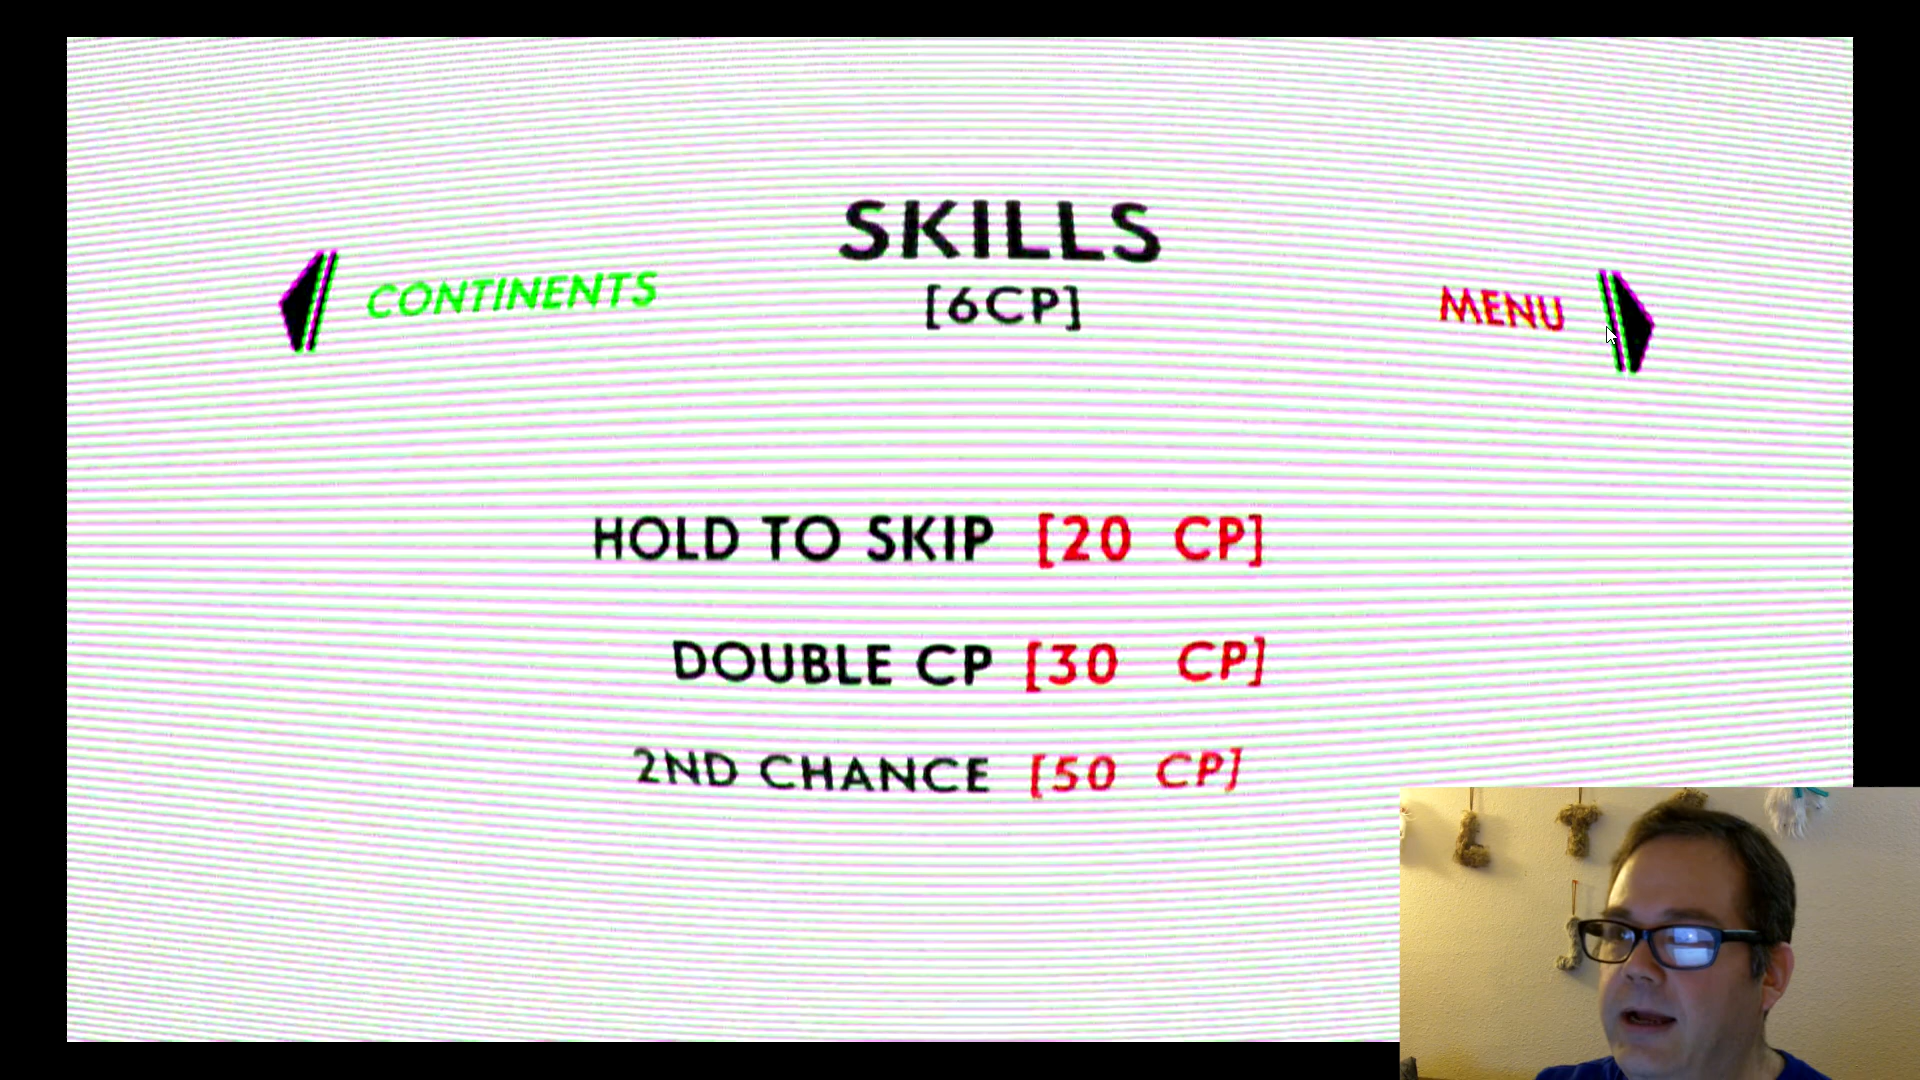 SKILLS
[6CP]
CONTINENTS
MENU
HOLD TO SKIP [20 CP]
DOUBLE CP [30 CP]
2ND CHANCE [50 CP]